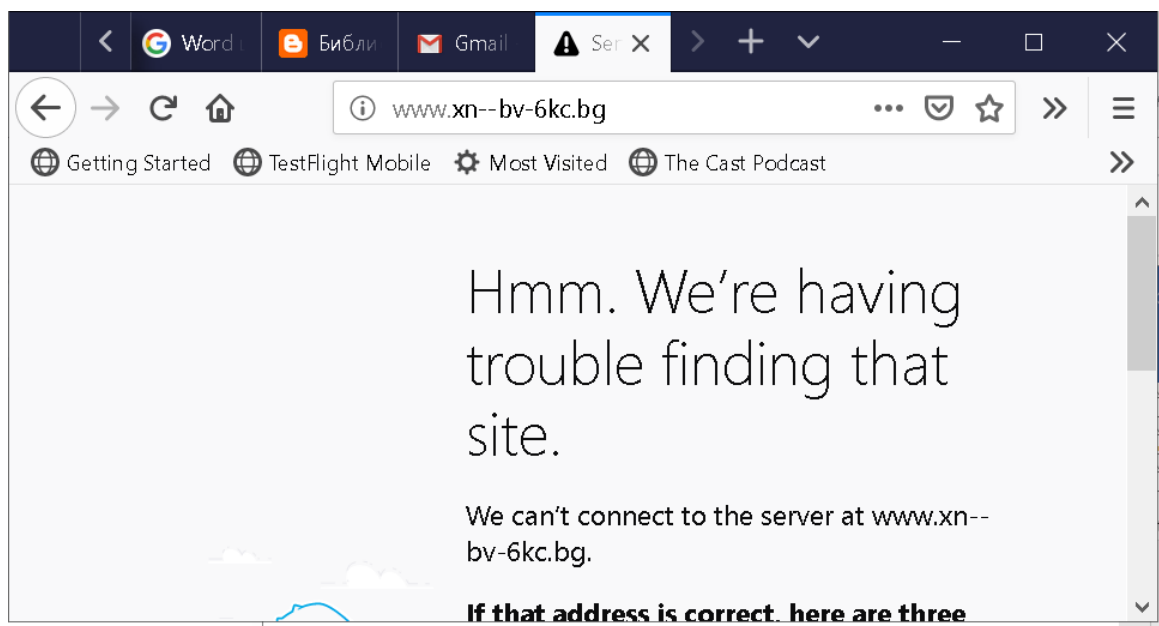 Word
Библи
Gmail
Ser
www.xn--bv-6kc.bg
Getting Started
TestFlight Mobile
Most Visited
The Cast Podcast
Hmm. We’re having
trouble finding that
site.
We can’t connect to the server at www.xn--
bv-6kc.bg.
If that address is correct, here are three